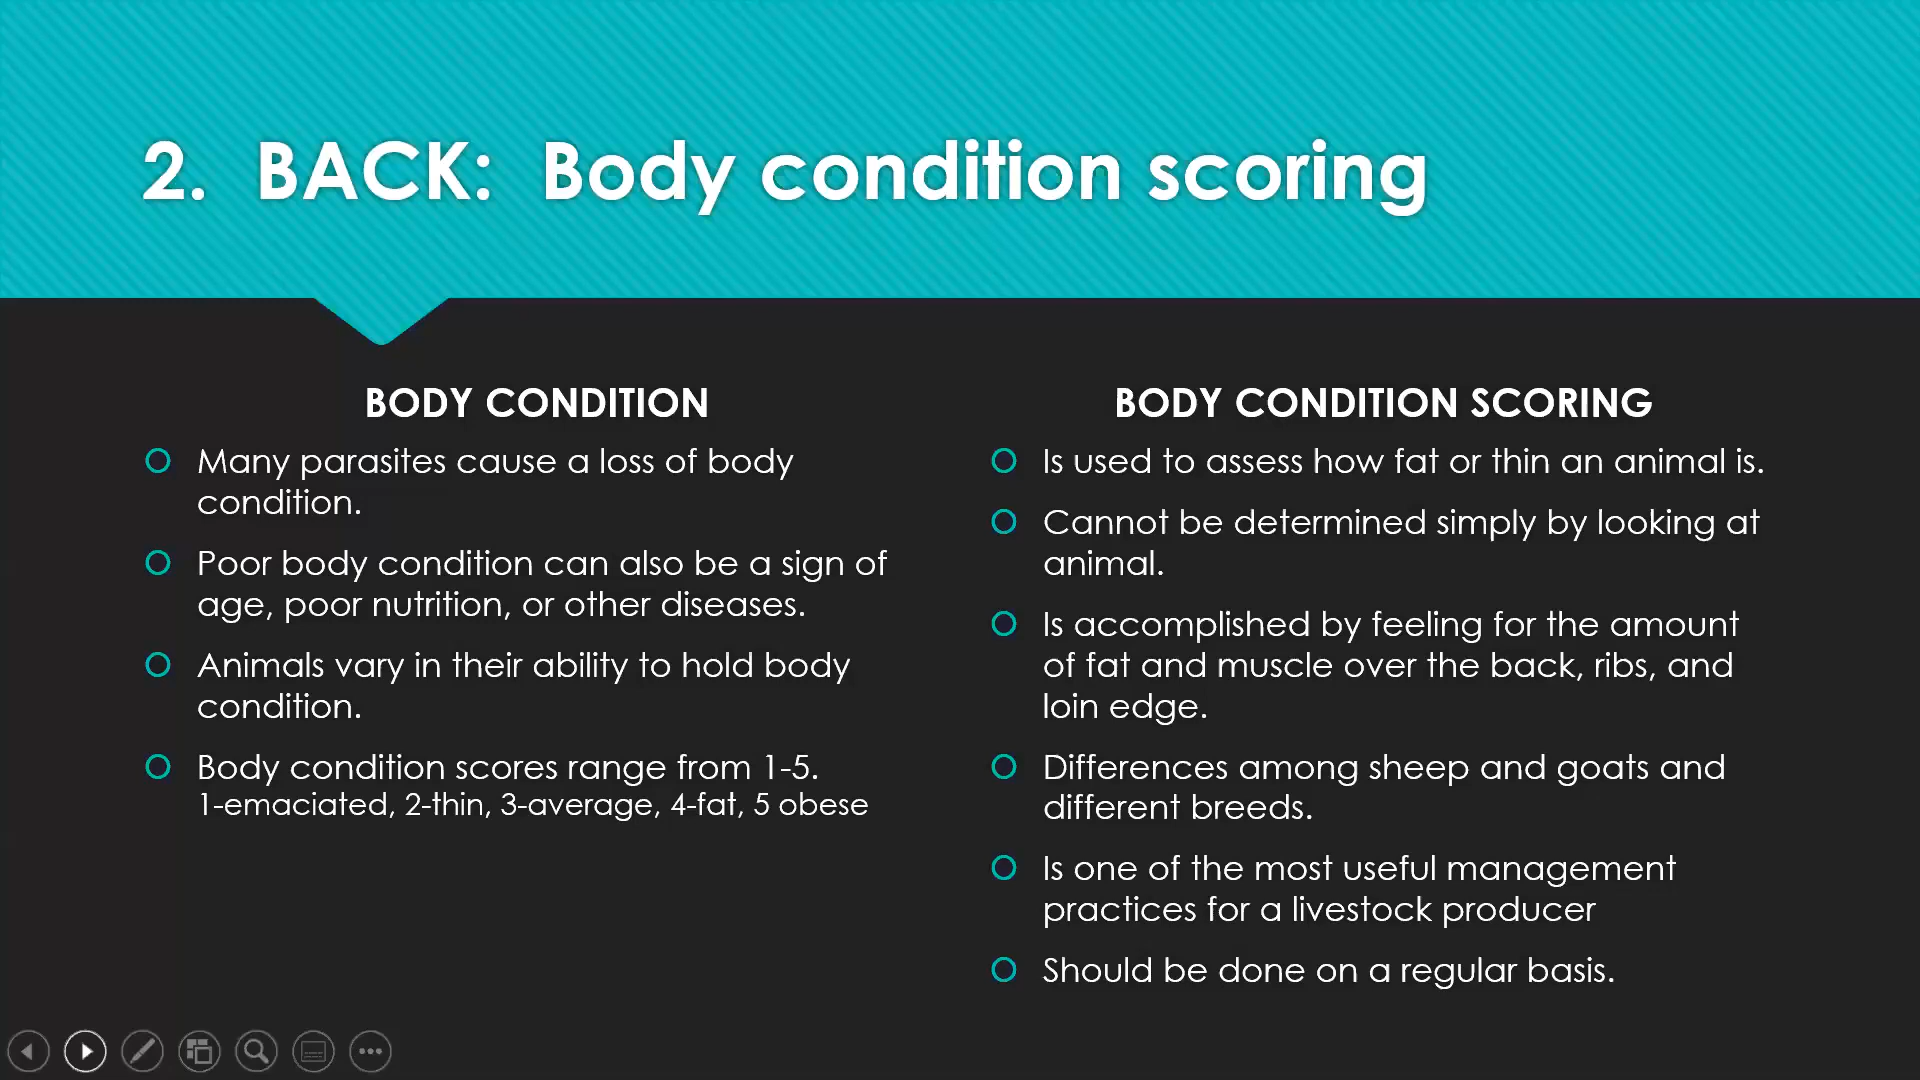 2. BACK: Body condition scoring
BODY CONDITION
Many parasites cause a loss of body
condition.
Poor body condition can also be a sign of
age, poor nutrition, or other diseases.
Animals vary in their ability to hold body
condition.
Body condition scores range from 1-5.
1-emaciated, 2-thin, 3-average, 4-fat, 5 obese
BODY CONDITION SCORING
Is used to assess how fat or thin an animal is.
Cannot be determined simply by looking at
animal.
Is accomplished by feeling for the amount
of fat and muscle over the back, ribs, and
loin edge.
Differences among sheep and goats and
different breeds.
Is one of the most useful management
practices for a livestock producer
Should be done on a regular basis.